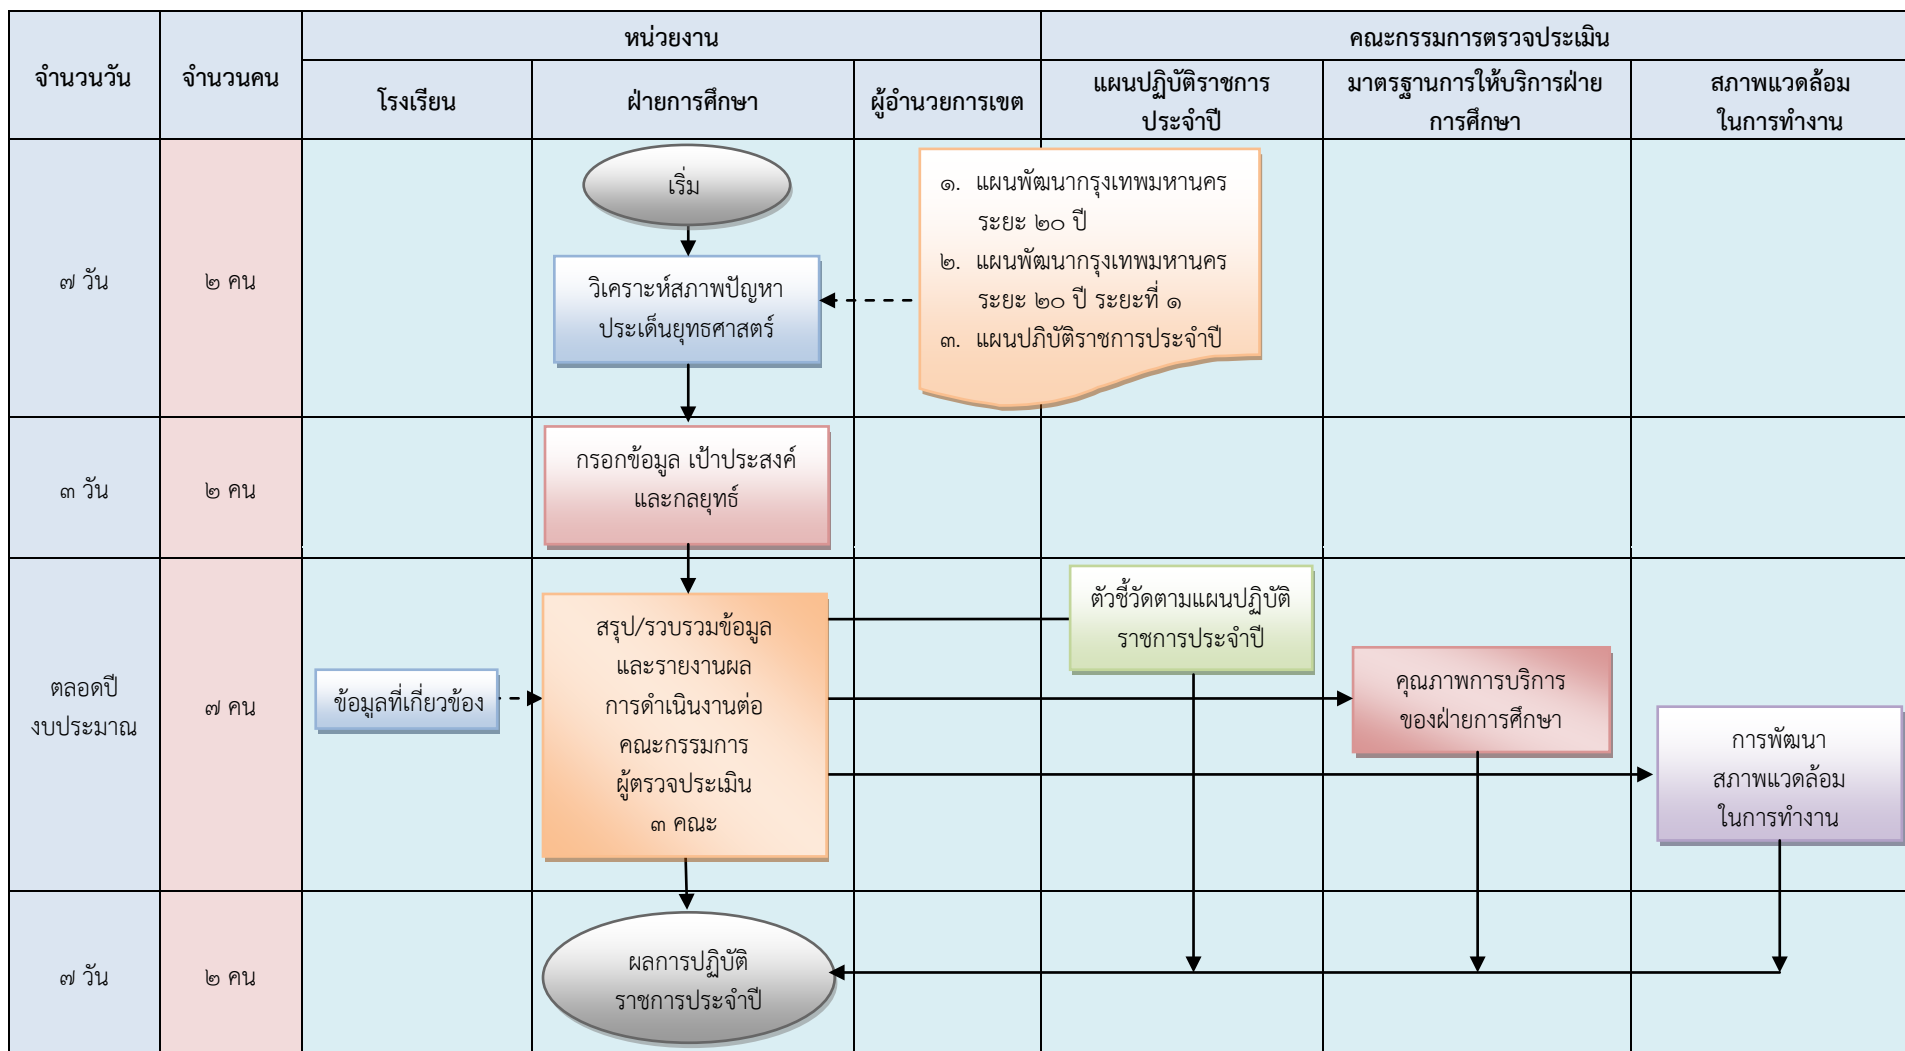 จำนวนวัน
จำนวนคน
หน่วยงาน
คณะกรรมการตรวจประเมิน
โรงเรียน
ฝ่ายการศึกษา
ผู้อำนวยการเขต
แผนปฏิบัติราชการ
ประจำปี
มาตรฐานการให้บริการฝ่าย
การศึกษา
สภาพแวดล้อม
ในการทำงาน
๗ วัน
๒ คน
เริ่ม
วิเคราะห์สภาพปัญหา
ประเด็นยุทธศาสตร์
๑. แผนพัฒนากรุงเทพมหานคร
ระยะ ๒๐ ปี
๒. แผนพัฒนากรุงเทพมหานคร
ระยะ ๒๐ ปี ระยะที่ ๑
๓. แผนปภิบัติราชการประจำปี
๓ วัน
๒ คน
กรอกข้อมูล เป้าประสงค์
และกลยุทธ์
ตลอดปี
งบประมาณ
๗ คน
ข้อมูลที่เกี่ยวข้อง
สรุป/รวบรวมข้อมูล
และรายงานผล
การดำเนินงานต่อ
คณะกรรมการ
ผู้ตรวจประเมิน
๓ คณะ
ตัวชี้วัดตามแผนปฏิบัติ
ราชการประจำปี
คุณภาพการบริการ
ของฝ่ายการศึกษา
การพัฒนา
สภาพแวดล้อม
ในการทำงาน
๗ วัน
๒ คน
ผลการปฏิบัติ
ราชการประจำปี